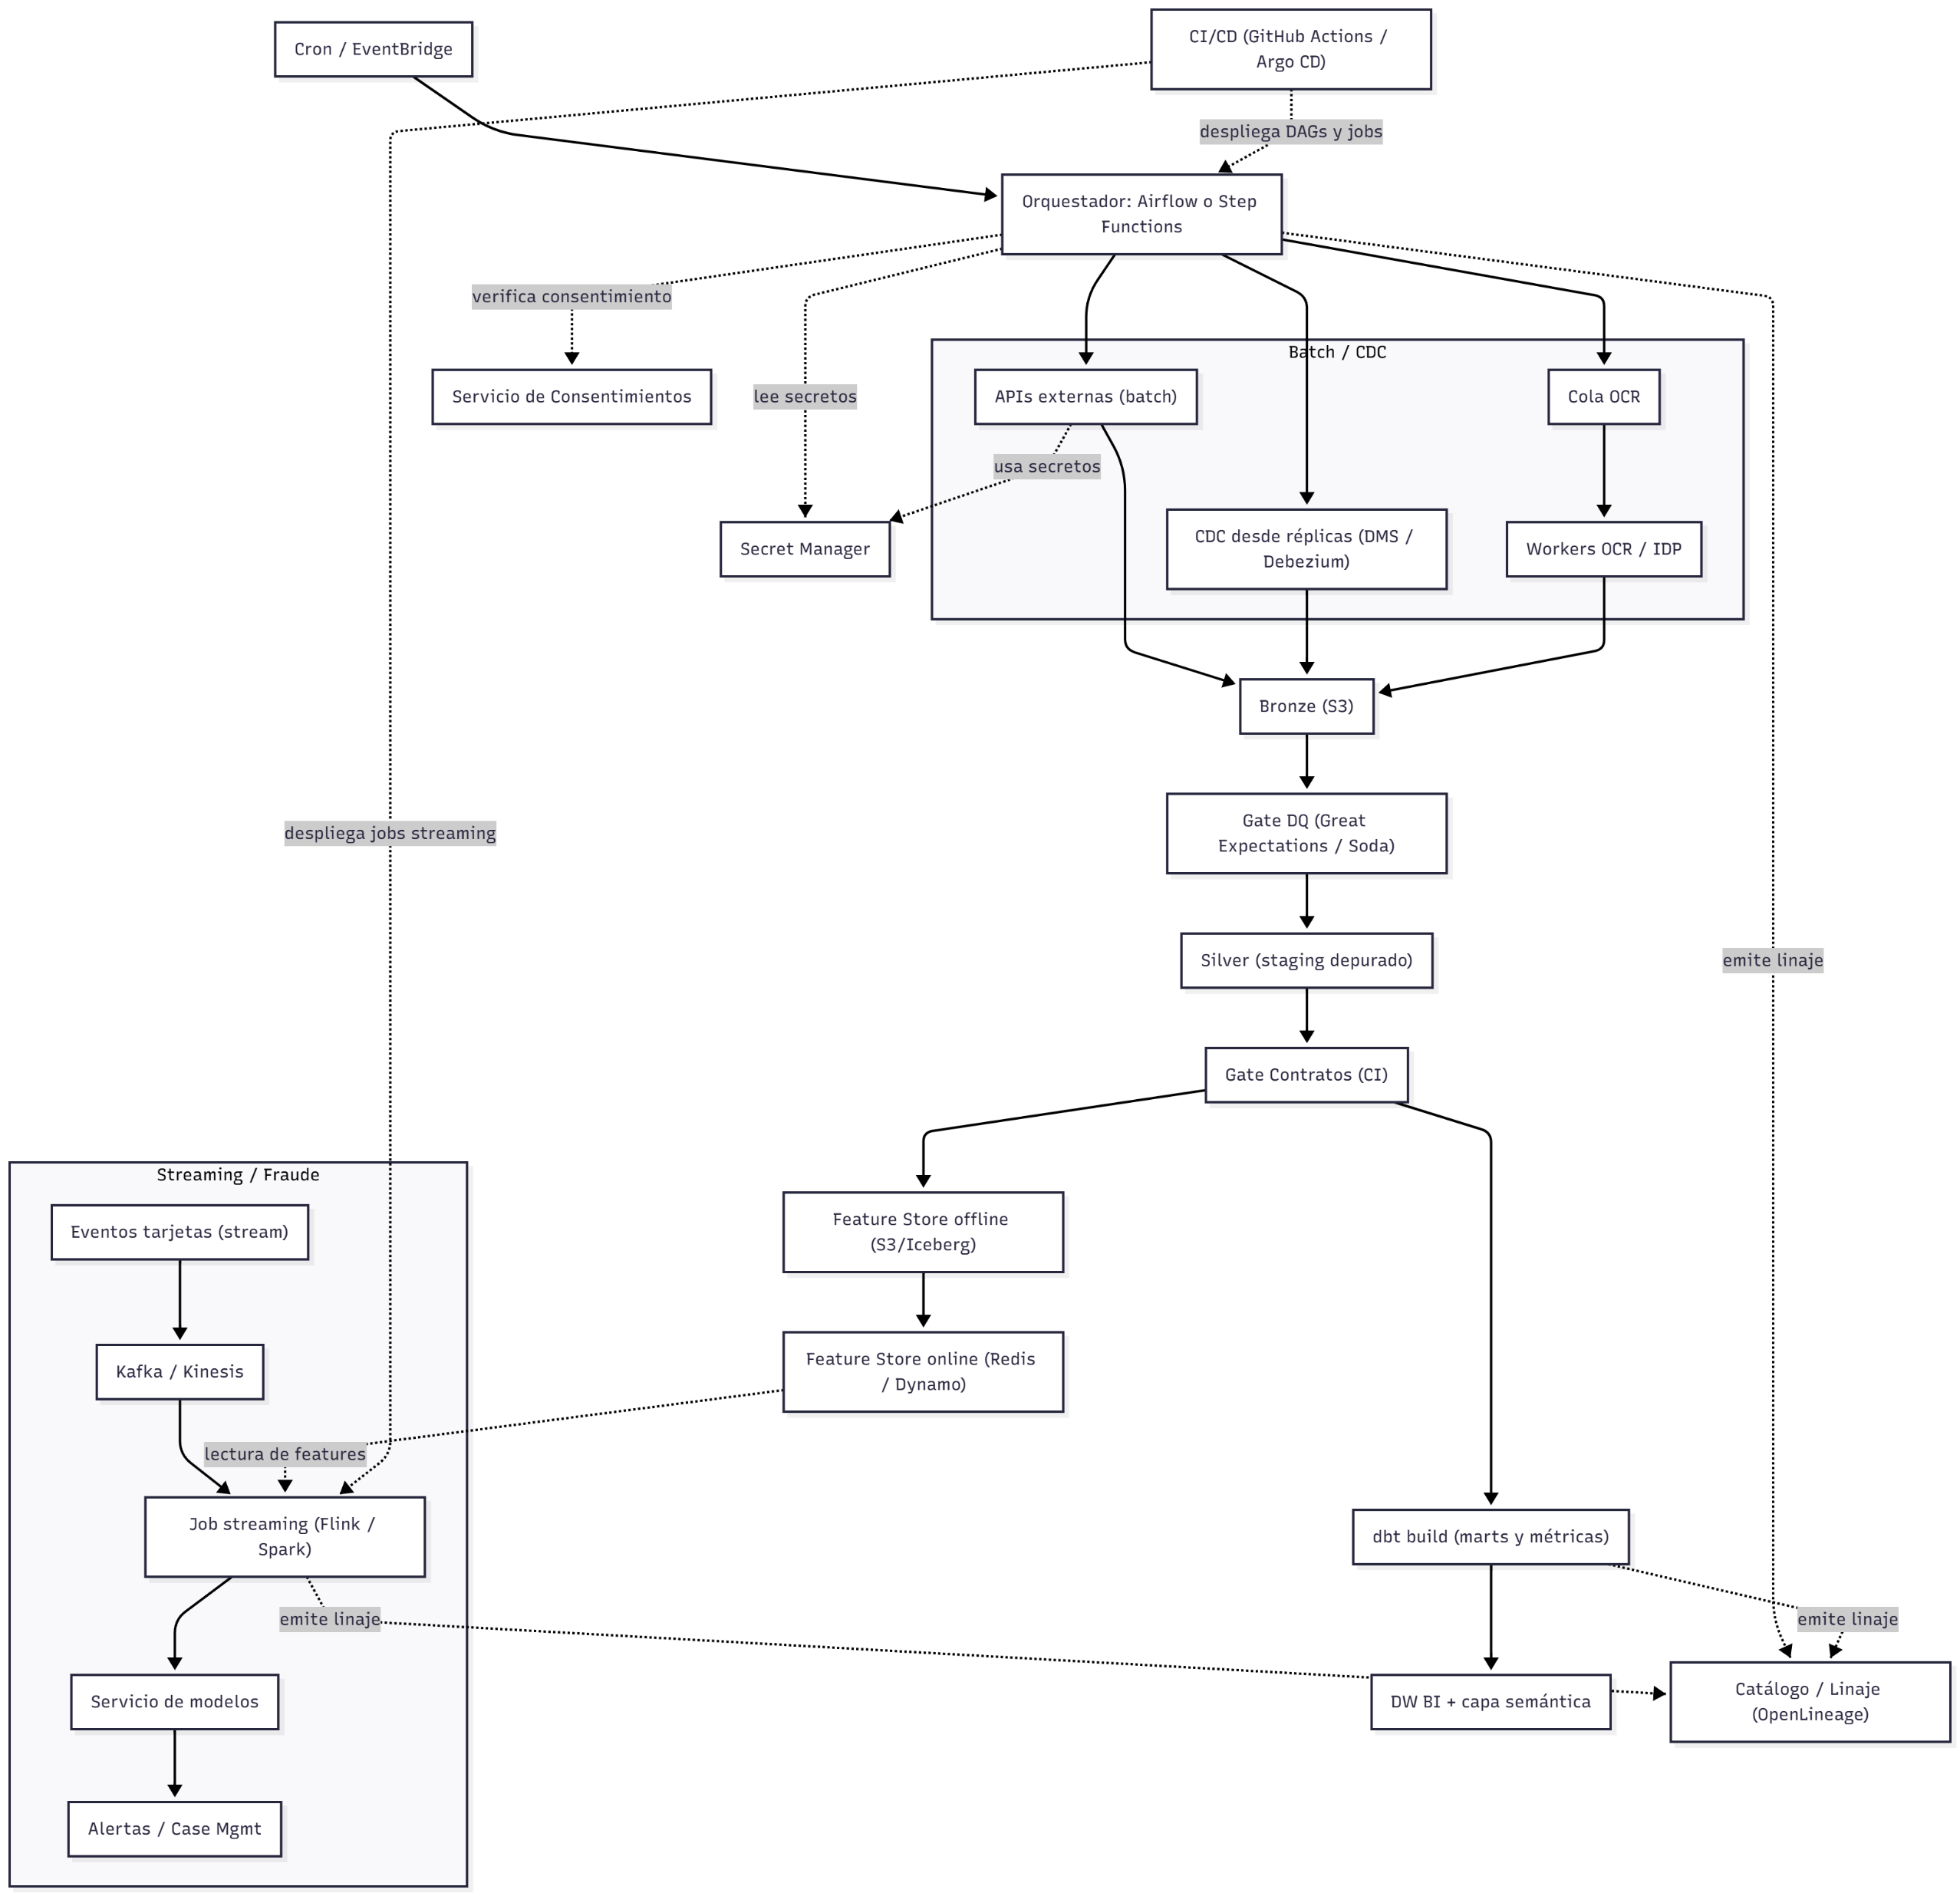 Cron / EventBridge
CI/CD (GitHub Actions /
Argo CD)
despliega DAGs y jobs
Orquestador: Airflow o Step
Functions
verifica consentimiento
Batch / CDC
Servicio de Consentimientos
lee secretos
APIs externas (batch)
Cola OCR
usa secretos
Secret Manager
CDC desde réplicas (DMS /
Debezium)
Workers OCR / IDP
Bronze (S3)
Gate DQ (Great
Expectations / Soda)
despliega jobs streaming
Silver (staging depurado)
emite linaje
Gate Contratos (CI)
Streaming / Fraude
Eventos tarjetas (stream)
Feature Store offline
(S3/Iceberg)
Kafka / Kinesis
Feature Store online (Redis
/ Dynamo)
lectura de features
Job streaming (Flink /
Spark)
dbt build (marts y métricas)
emite linaje
emite linaje
Servicio de modelos
DW BI + capa semántica
Catálogo / Linaje
(OpenLineage)
Alertas / Case Mgmt